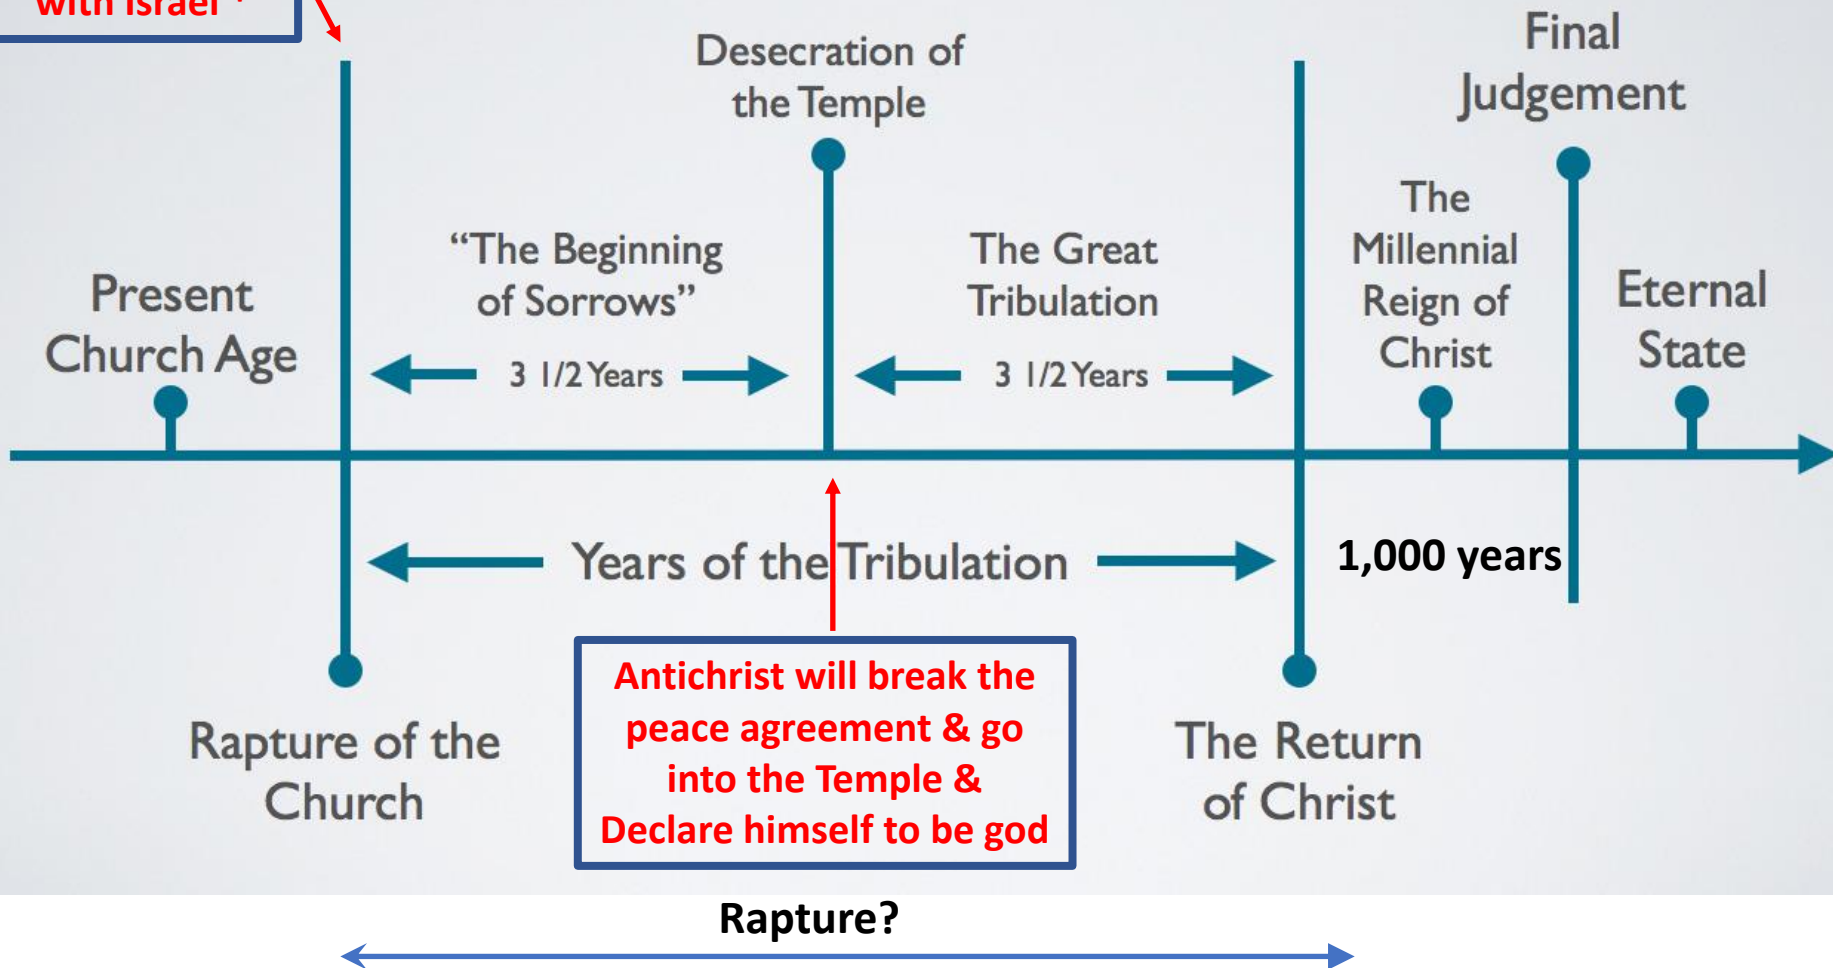 with Israel
Desecration of
the Temple
Final
Judgement
"The Beginning
of Sorrows"
The Great
Tribulation
The
Millennial
Reign of
Christ
Present
Church Age
Eternal
State
3 1/2 Years
3 1/2 Years
Years of the Tribulation
1,000 years
Rapture of the
Church
Antichrist will break the
peace agreement & go
into the Temple &
Declare himself to be god
The Return
of Christ
Rapture?